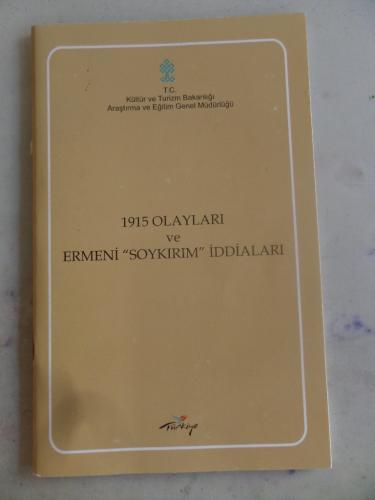 T.C.
Kültür ve Turizm Bakanlığı
Araştırma ve Eğitim Genel Müdürlüğü
1915 OLAYLARI
ve
ERMENİ "SOYKIRIM" İDDİALARI
Türkiye